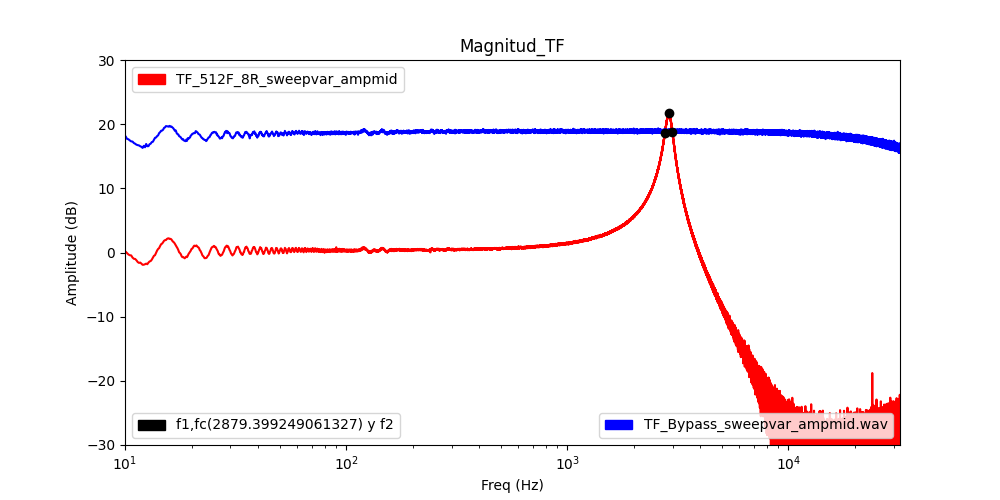 Magnitud_TF
30
TF_512F_8R_sweepvar_ampmid
20
10
0
−10
−20
−30
Amplitude (dB)
f1,fc(2879.399249061327) y f2
TF_Bypass_sweepvar_ampmid.wav
10¹ 10² 10³ 10⁴
Freq (Hz)